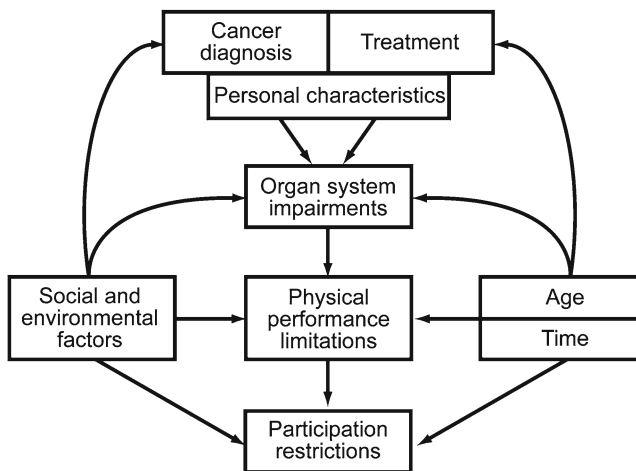 Cancer
diagnosis
Treatment
Personal characteristics
Organ system
impairments
Social and
environmental
factors
Physical
performance
limitations
Age
Time
Participation
restrictions